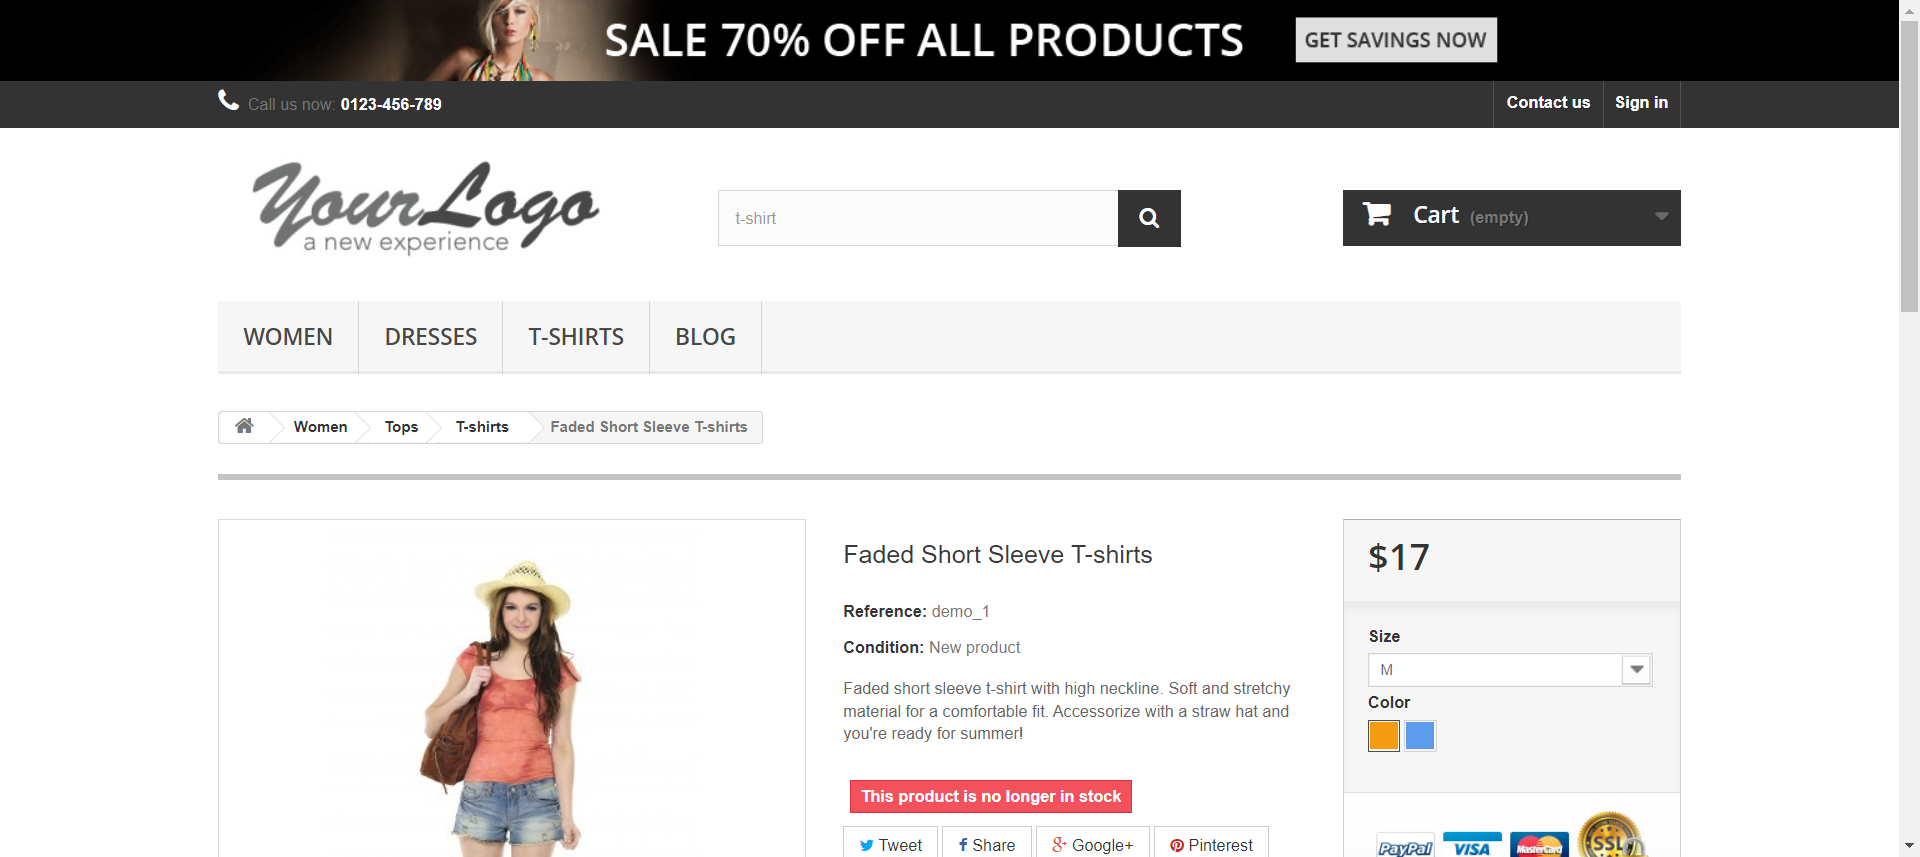 SALE 70% OFF ALL PRODUCTS
GET SAVINGS NOW
Call us now: 0123-456-789
Contact us
Sign in
YourLogo
a new experience
t-shirt
Cart (empty)
WOMEN
DRESSES
T-SHIRTS
BLOG
Women
Tops
T-shirts
Faded Short Sleeve T-shirts
Faded Short Sleeve T-shirts
Reference: demo_1
Condition: New product
Faded short sleeve t-shirt with high neckline. Soft and stretchy
material for a comfortable fit. Accessorize with a straw hat and
you're ready for summer!
This product is no longer in stock
Tweet
Share
Google+
Pinterest
$17
Size
M
Color
PayPal
VISA
MasterCard
SSL